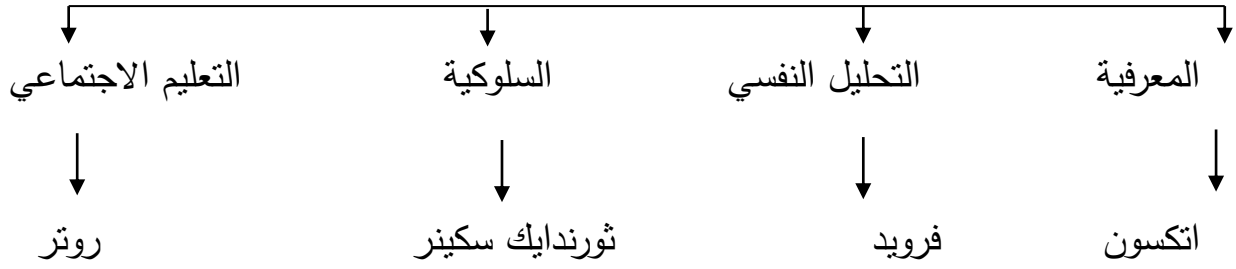 المعرفية التحليل النفسي السلوكية التعليم الاجتماعي
اتكسون فرويد ثورندايك سكينر روتر